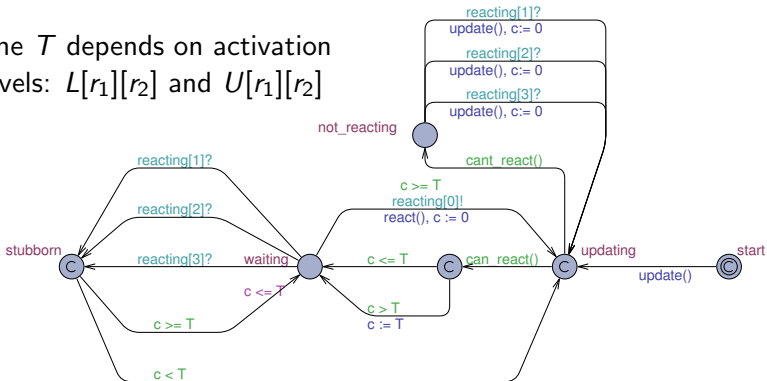 reacting[1]?
update(), c:= 0
ne T depends on activation
reacting[2]?
update(), c:= 0
vels: L[r1][r2] and U[r1][r2]
reacting[3]?
update(), c:= 0
not_reacting
reacting[1]?
cant_react()
c >= T
reacting[0]!
react(), c := 0
reacting[2]?
stubborn
reacting[3]?
waiting
c <= T
can_react()
updating
start
C
C
C
C
update()
c <= T
c > T
c := T
c >= T
c < T